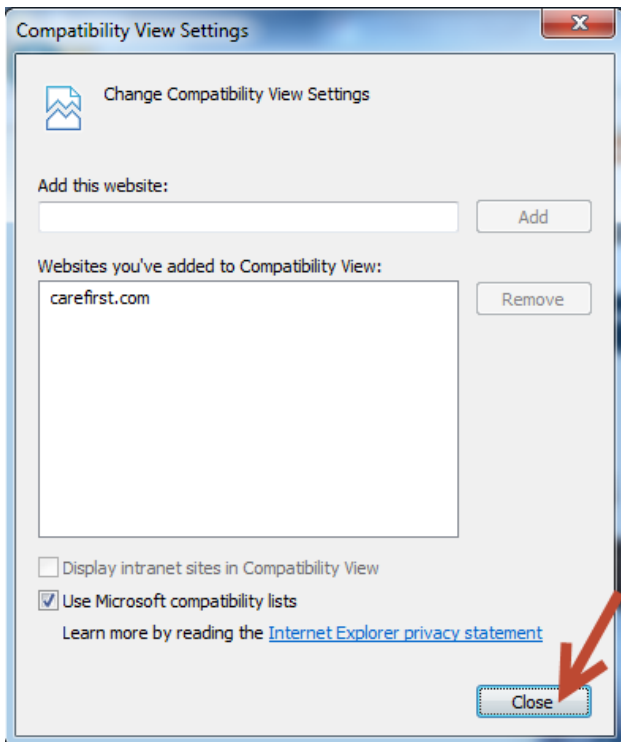 Compatibility View Settings
Change Compatibility View Settings
Add this website:
Add
Websites you've added to Compatibility View:
carefirst.com
Remove
Display intranet sites in Compatibility View
Use Microsoft compatibility lists
Learn more by reading the Internet Explorer privacy statement
Close